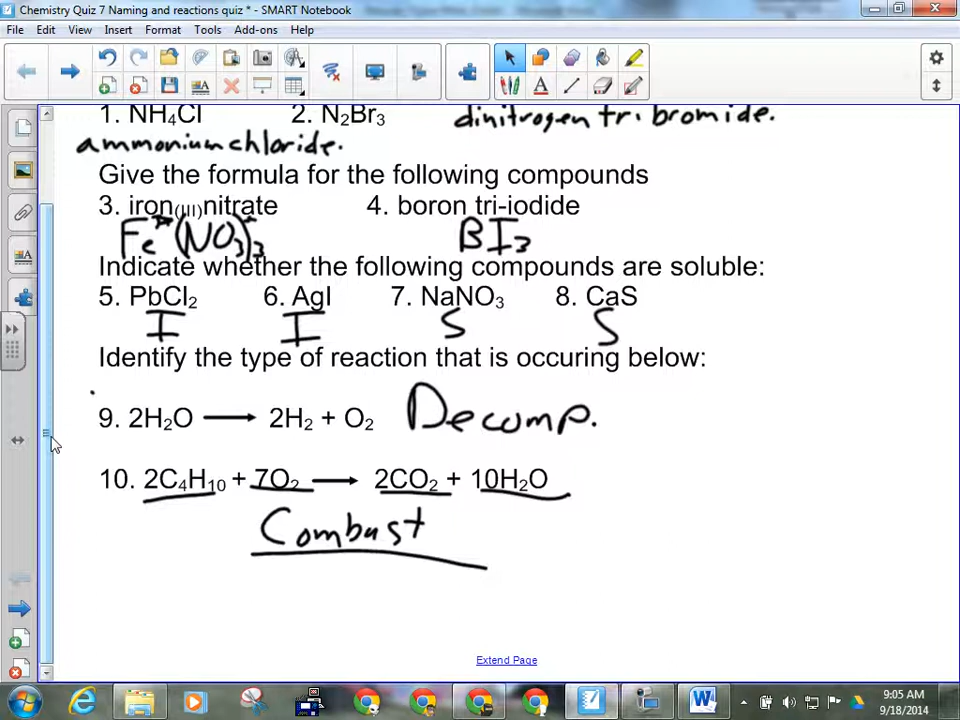 Chemistry Quiz 7 Naming and reactions quiz * - SMART Notebook
File Edit View Insert Format Tools Add-ons Help
1. NH₄Cl 2. N₂Br₃ dinitrogen tribromide.
ammonium chloride.
Give the formula for the following compounds
3. iron(III)nitrate 4. boron tri-iodide
Fe (NO₃)₃ BI₃
Indicate whether the following compounds are soluble:
5. PbCl₂ 6. AgI 7. NaNO₃ 8. CaS
I I S S
Identify the type of reaction that is occuring below:
9. 2H₂O ⟶ 2H₂ + O₂ Decomp.
10. 2C₄H₁₀ + 7O₂ ⟶ 2CO₂ + 10H₂O
Combust
Extend Page
9:05 AM
9/18/2014